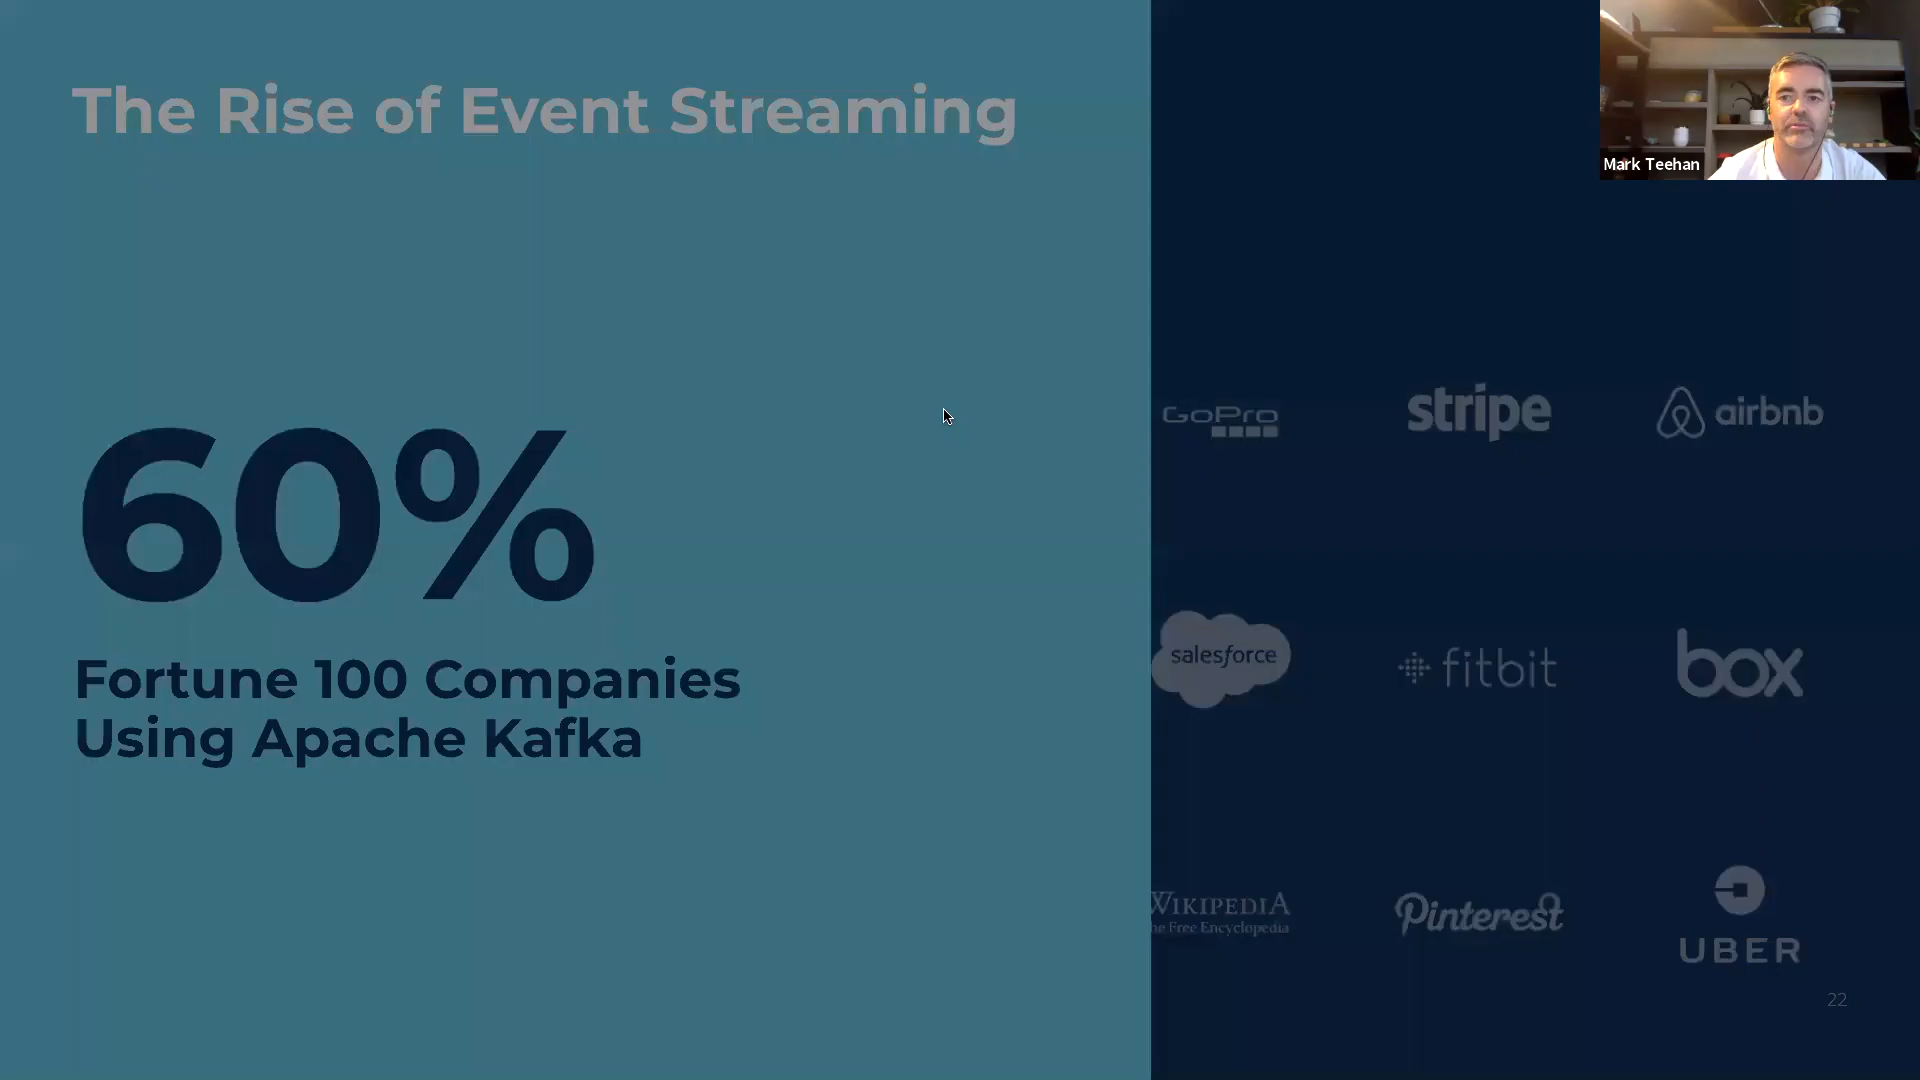 The Rise of Event Streaming
Mark Teehan
GoPro
stripe
airbnb
60%
salesforce
fitbit
box
Fortune 100 Companies
Using Apache Kafka
WIKIPEDIA
he Free Encyclopedia
Pinterest
UBER
22